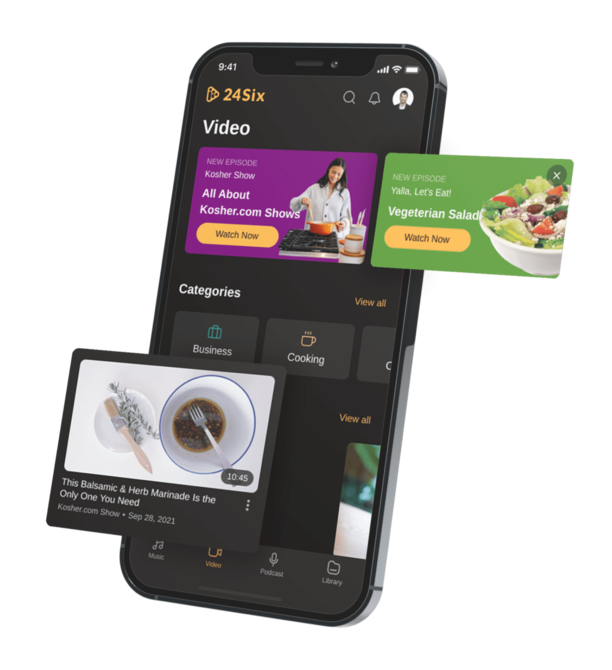 9:41
24Six
Video
NEW EPISODE
Kosher Show
All About
Kosher.com Shows
Watch Now
NEW EPISODE
Yalla, Let's Eat!
Vegeterian Salad
Watch Now
Categories
View all
Business
Cooking
C
View all
10:45
This Balsamic & Herb Marinade Is the
Only One You Need
Kosher.com Show • Sep 28, 2021
Music
Video
Podcast
Library